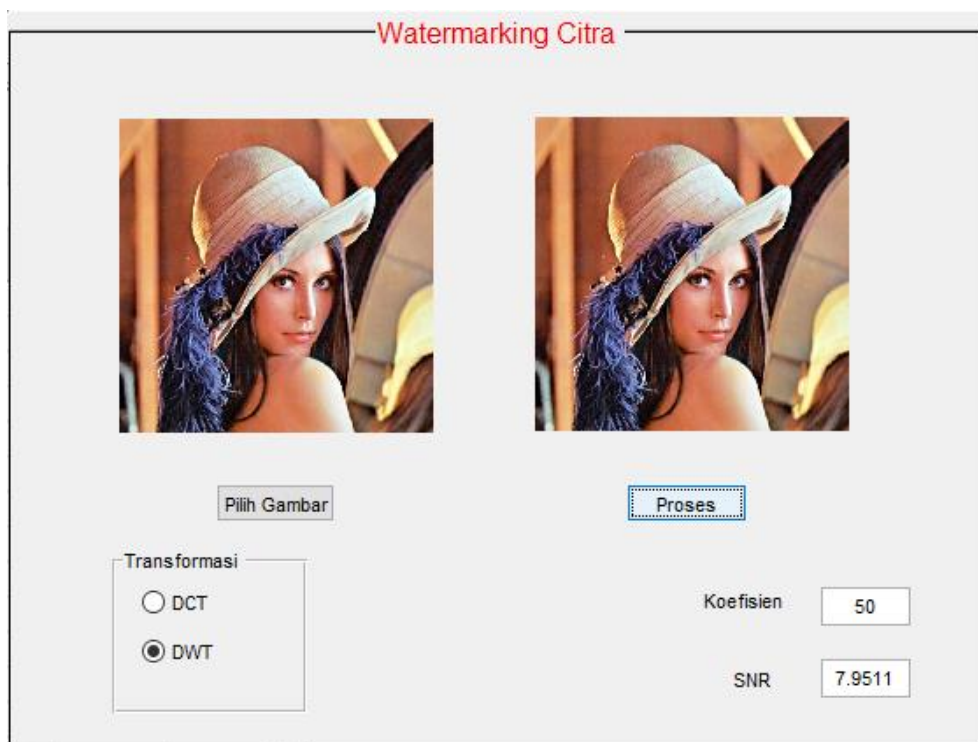 Watermarking Citra
Pilih Gambar
Proses
Transformasi
DCT
DWT
Koefisien
50
SNR
7.9511